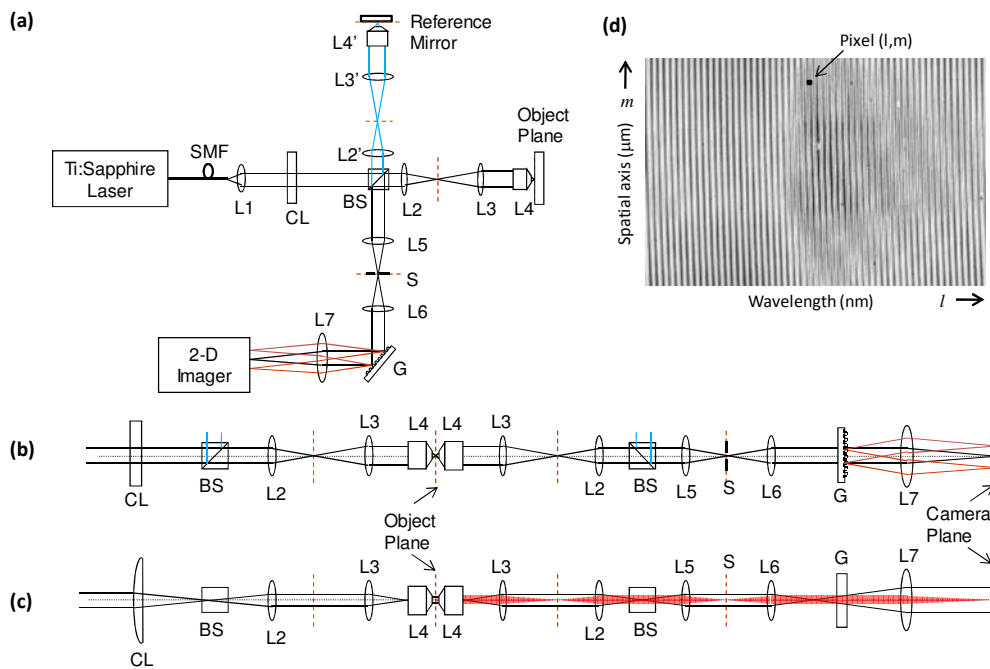 (a)
Reference
Mirror
L4'
L3'
L2'
Object
Plane
SMF
Ti:Sapphire
Laser
L1
CL
BS
L2
L3
L4
L5
S
L6
L7
G
2-D
Imager
(d)
Pixel (l,m)
m
Spatial axis (µm)
Wavelength (nm)
l
(b)
CL
BS
L2
L3
L4
L4
L3
L2
BS
L5
S
L6
G
L7
Object
Plane
Camera
Plane
(c)
CL
BS
L2
L3
L4
L4
L3
L2
BS
L5
S
L6
G
L7